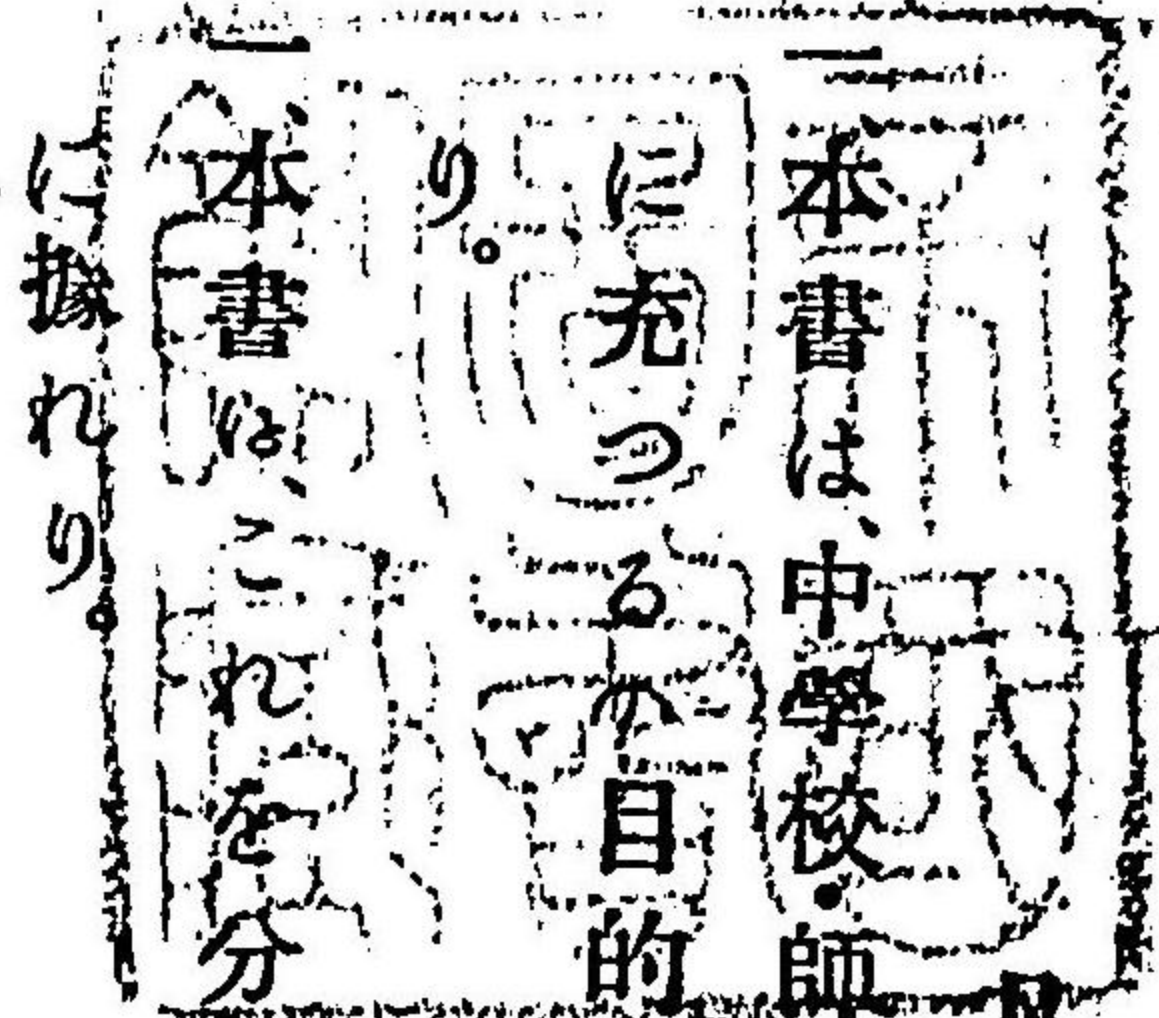 一、本書は、中學校・師
に充つるの目的
り。
一、本書は、これを分
に據れり。